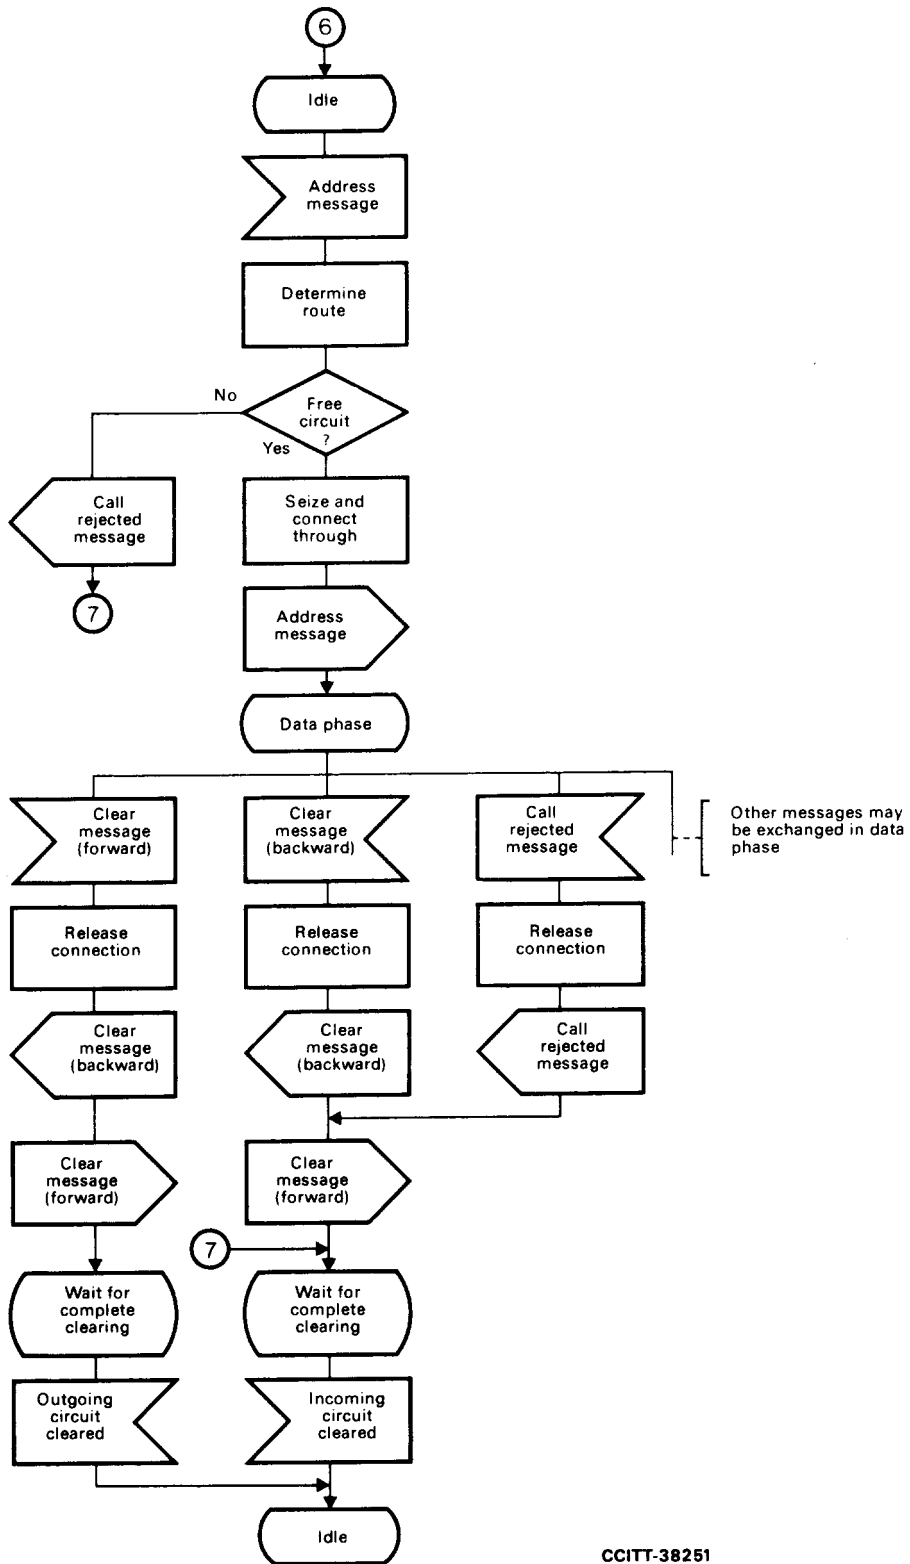 6
Idle
Address
message
Determine
route
No
Free
circuit
?
Yes
Call
rejected
message
7
Seize and
connect
through
Address
message
Data phase
Clear
message
(forward)
Clear
message
(backward)
Call
rejected
message
Other messages may
be exchanged in data
phase
Release
connection
Release
connection
Release
connection
Clear
message
(backward)
Clear
message
(backward)
Call
rejected
message
Clear
message
(forward)
Clear
message
(forward)
7
Wait for
complete
clearing
Wait for
complete
clearing
Outgoing
circuit
cleared
Incoming
circuit
cleared
Idle
CCITT-38251